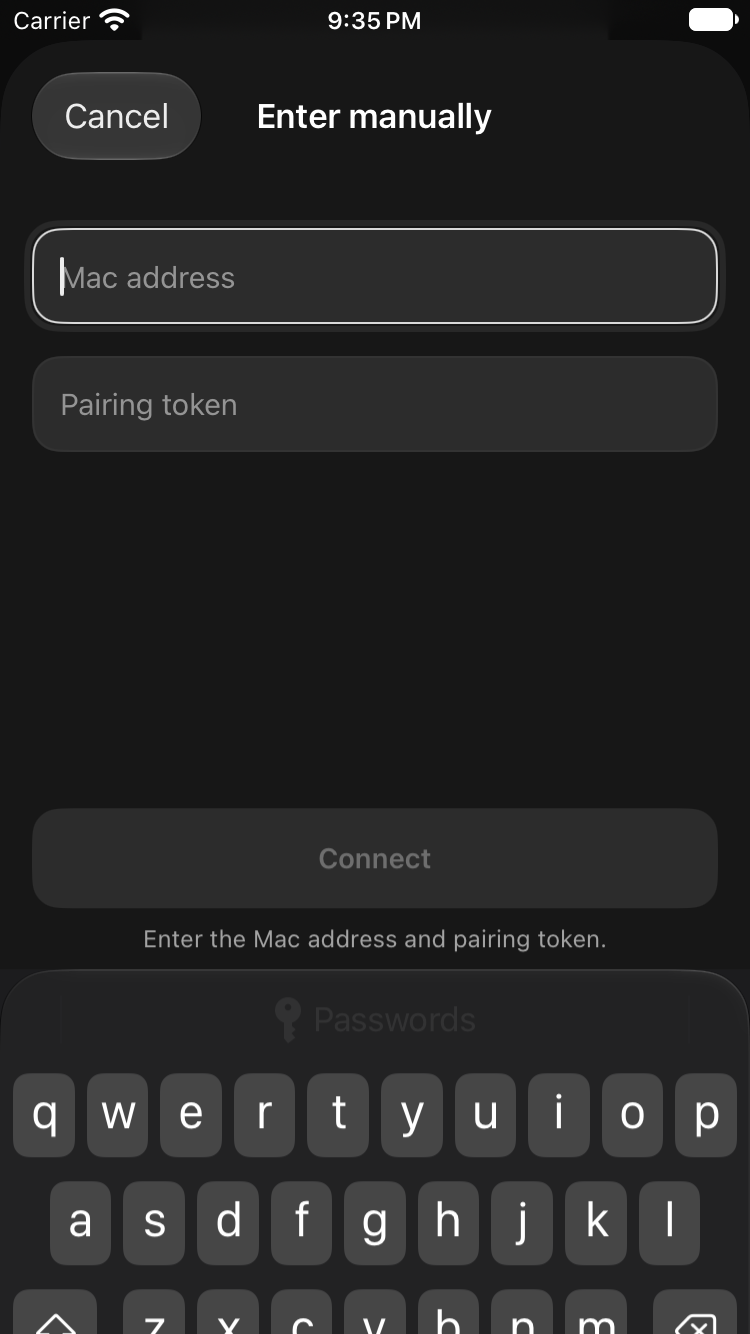 Carrier 9:35 PM
Cancel Enter manually
Mac address
Pairing token
Connect
Enter the Mac address and pairing token.
Passwords
q w e r t y u i o p
a s d f g h j k l
z x c v b n m